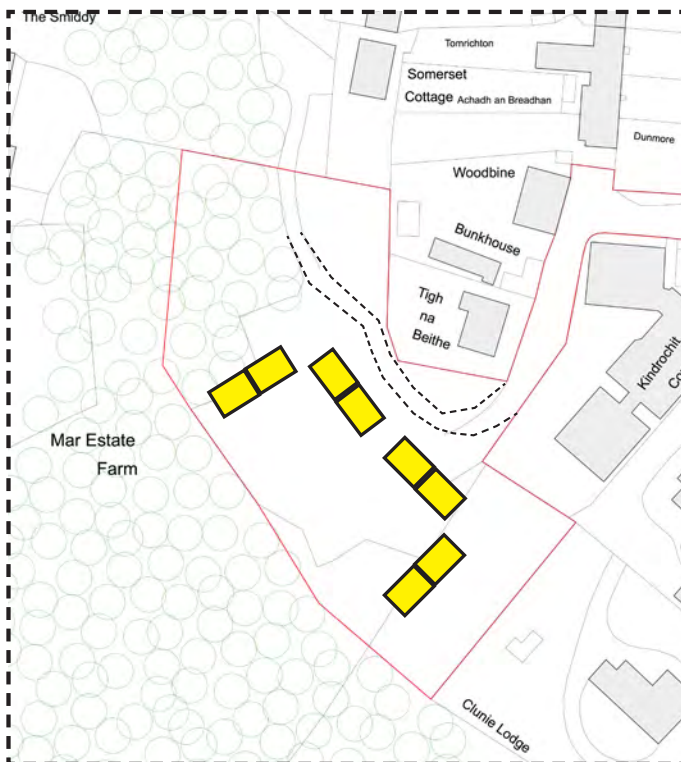 The Smiddy
Tomrichton
Somerset
Cottage Achadh an Breadhan
Dunmore
Woodbine
Bunkhouse
Tigh
na
Beithe
Kindrochit
Co
Mar Estate
Farm
Clunie Lodge